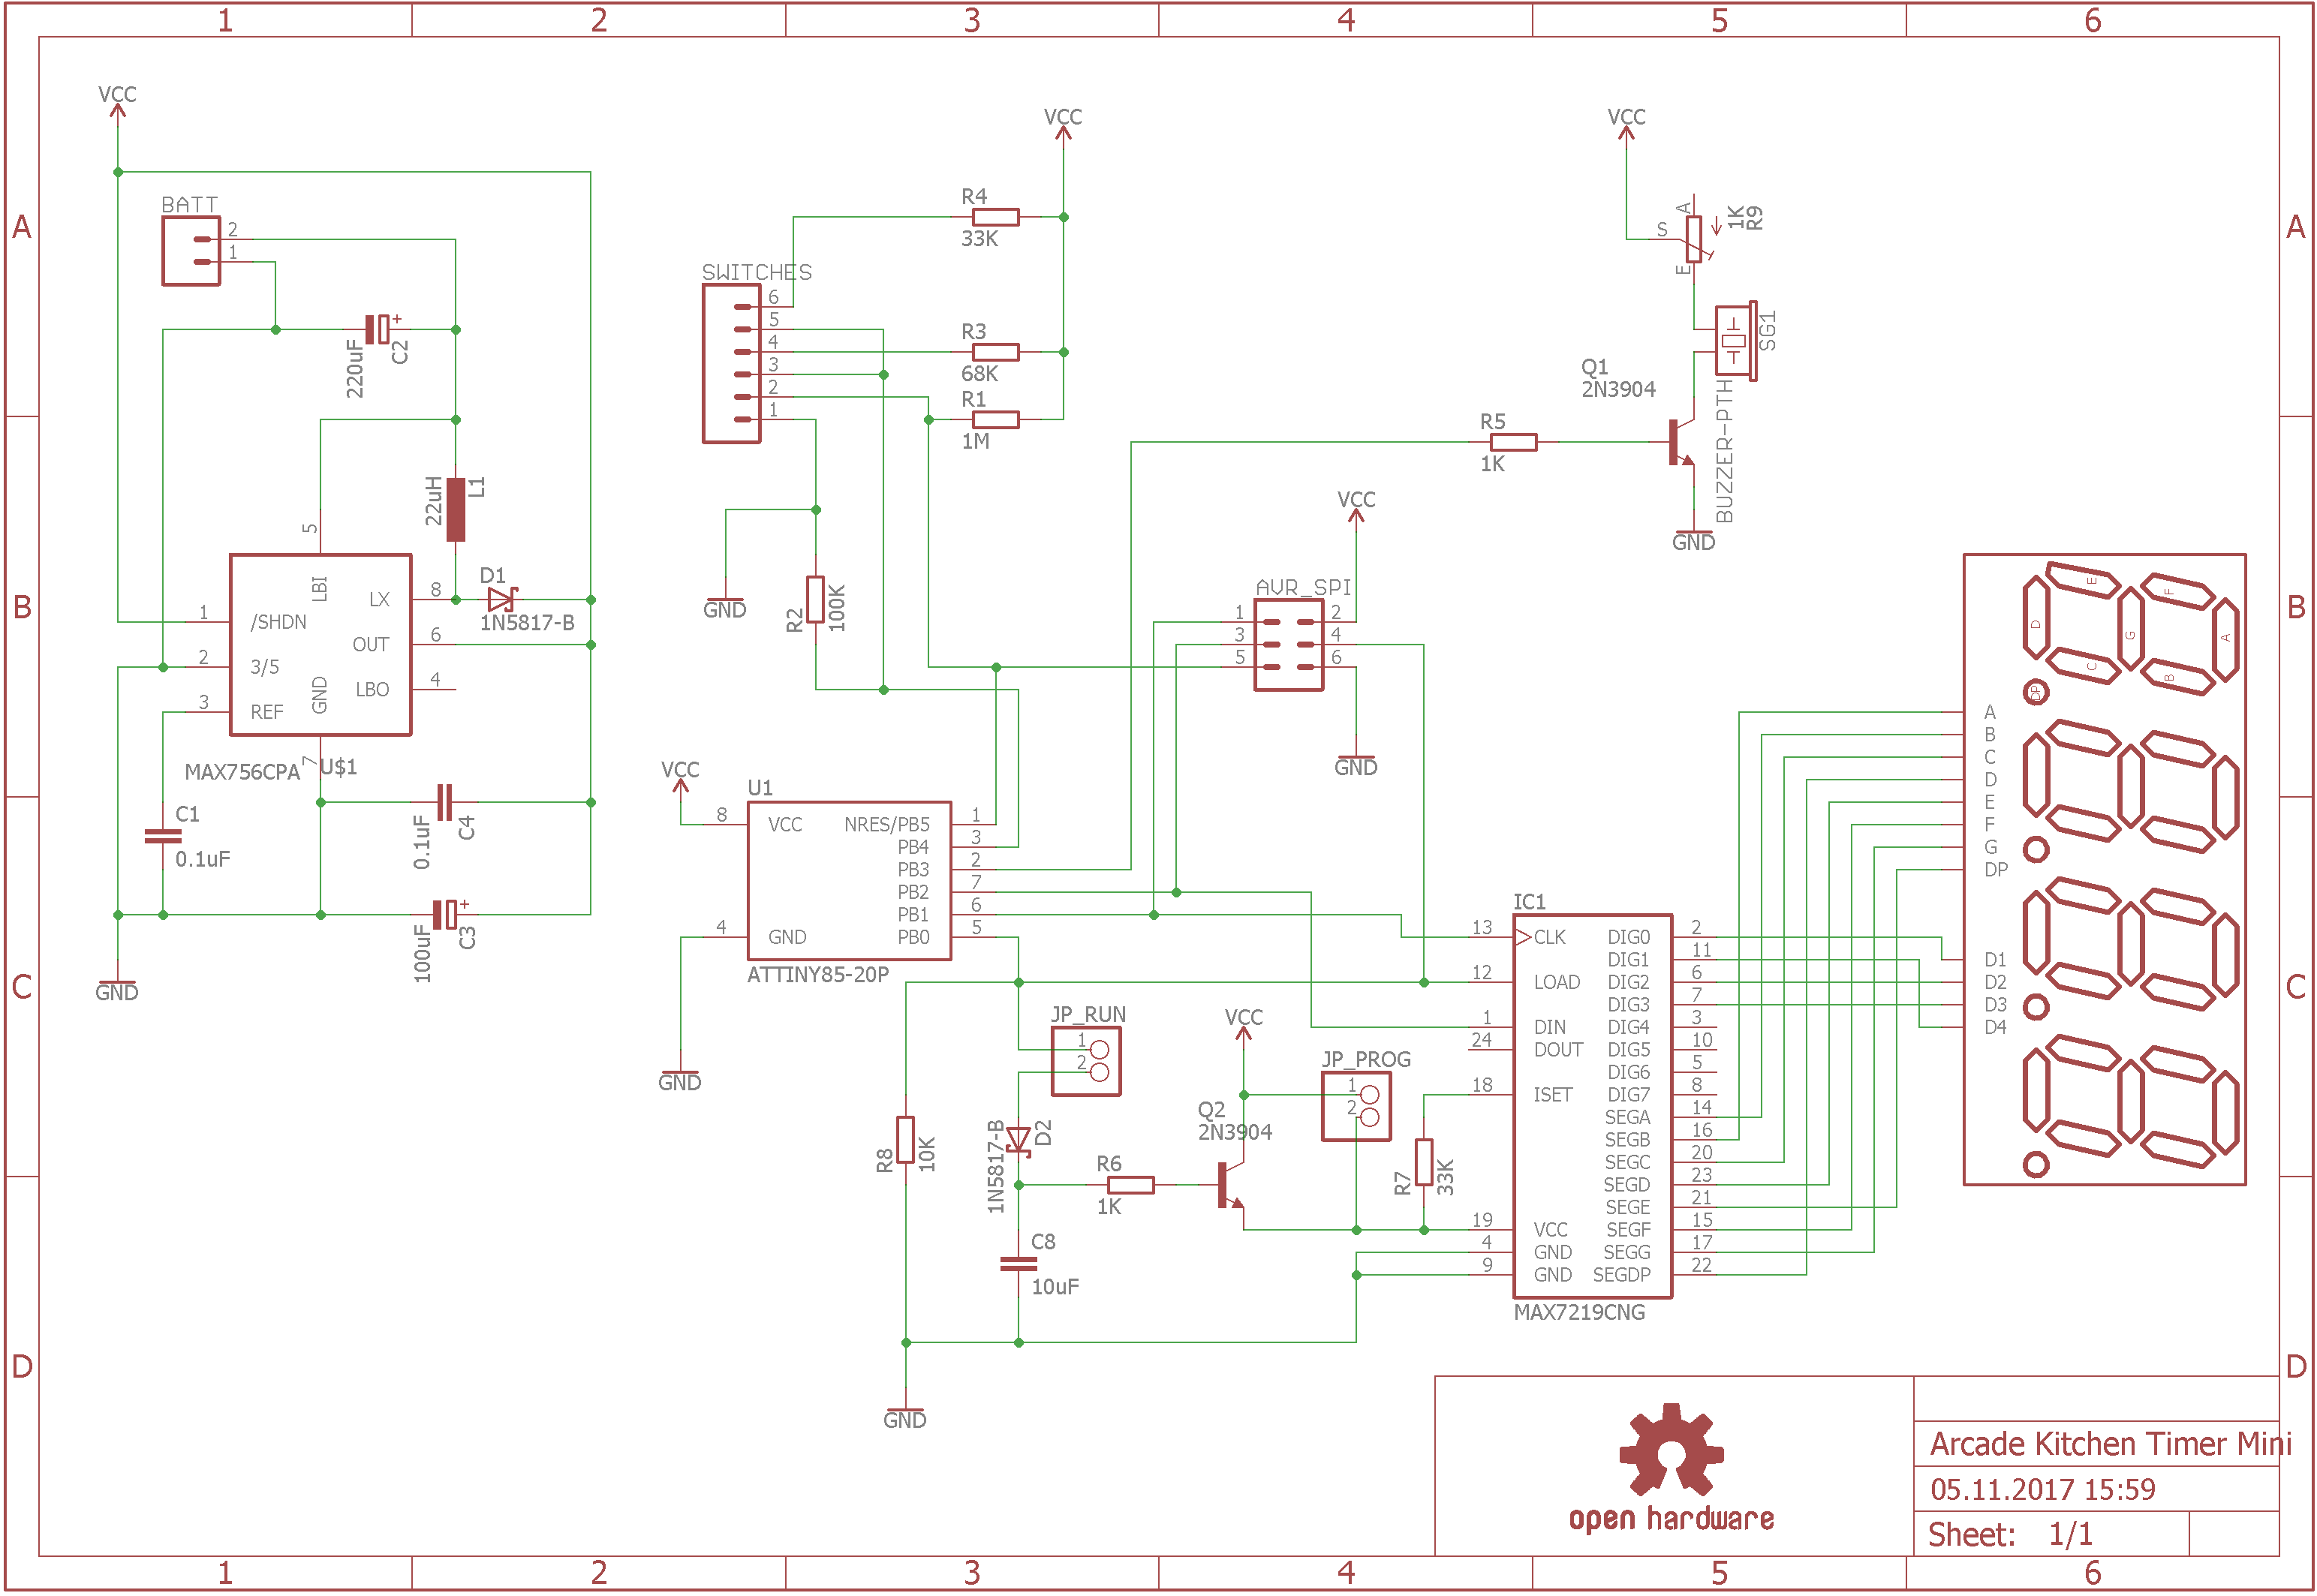 1 2 3 4 5 6
A A
B B
C C
D D
VCC
BATT
2
1
220uF
C2
+
22uH
L1
5
LBI
1 /SHDN
2 3/5
3 REF
GND
LX 8
OUT 6
LBO 4
7
MAX756CPA
U$1
D1
1N5817-B
C1
0.1uF
0.1uF
C4
100uF
C3
+
GND
SWITCHES
6
5
4
3
2
1
VCC
R4
33K
R3
68K
R1
1M
GND
R2
100K
VCC
U1
8 VCC
4 GND
NRES/PB5 1
PB4 3
PB3 2
PB2 7
PB1 6
PB0 5
ATTINY85-20P
GND
VCC
A
S
E
1K
R9
SG1
BUZZER-PTH
Q1
2N3904
R5
1K
GND
VCC
AVR_SPI
1 2
3 4
5 6
GND
JP_RUN
1
2
R8
10K
1N5817-B
D2
R6
1K
C8
10uF
GND
VCC
Q2
2N3904
JP_PROG
1
2
R7
33K
IC1
13 CLK
12 LOAD
1 DIN
24 DOUT
18 ISET
19 VCC
4 GND
9 GND
DIG0 2
DIG1 11
DIG2 6
DIG3 7
DIG4 3
DIG5 10
DIG6 5
DIG7 8
SEGA 14
SEGB 16
SEGC 20
SEGD 23
SEGE 21
SEGF 15
SEGG 17
SEGDP 22
MAX7219CNG
E
F
D
G
A
C
B
DP
A
B
C
D
E
F
G
DP
D1
D2
D3
D4
open hardware
Arcade Kitchen Timer Mini
05.11.2017 15:59
Sheet: 1/1
1 2 3 4 5 6